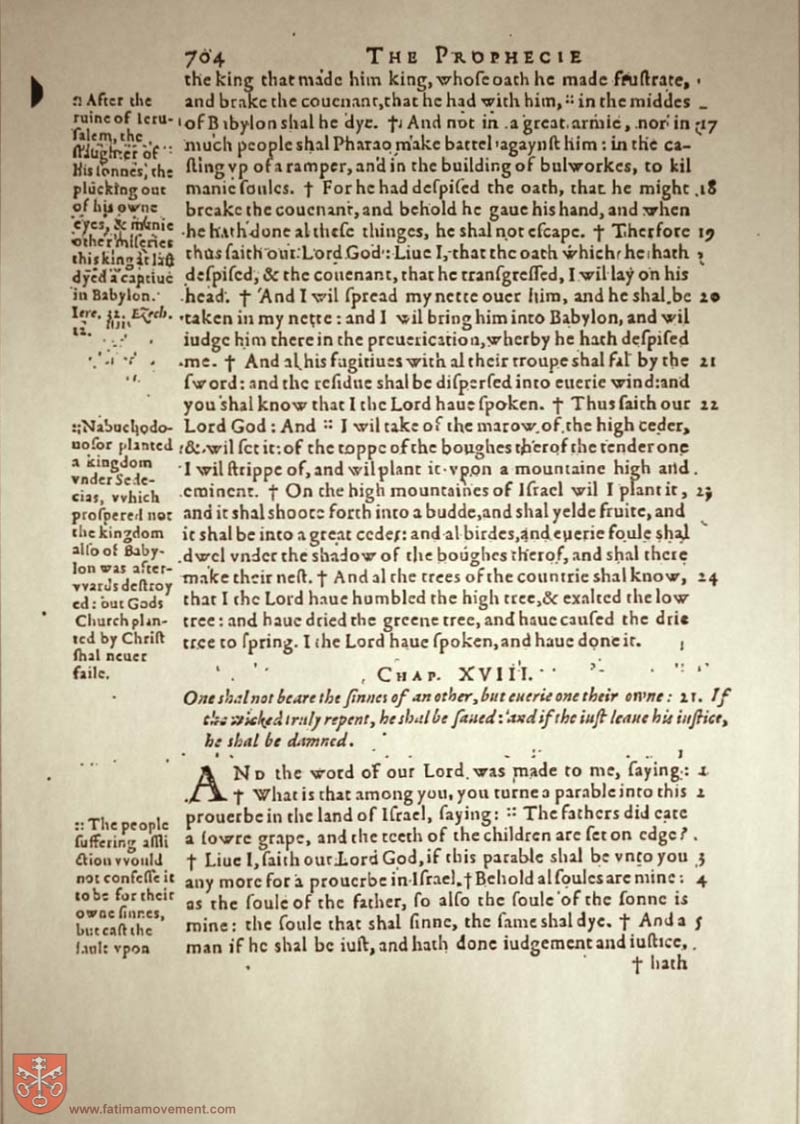 704 THE PROPHECIE
the king that made him king, whose oath he made frustrate,
and brake the couenant, that he had with him, :: in the middes
of Babylon shal he dye. † And not in a great armie, nor in 17
much people shal Pharao make battel agaynst him: in the ca-
sting vp of a ramper, and in the building of bulworkes, to kil
manie soules. † For he had despised the oath, that he might 18
breake the couenant, and behold he gaue his hand, and when
he hath done al these thinges, he shal not escape. † Therfore 19
thus saith our Lord God: Liue I, that the oath which he hath
despised, & the couenant, that he transgressed, I wil lay on his
head. † And I wil spread my nette ouer him, and he shal be 20
taken in my nette: and I wil bring him into Babylon, and wil
iudge him there in the preuerication, wherby he hath despised
me. † And al his fugitiues with al their troupe shal fal by the 21
sword: and the residue shal be dispersed into euerie wind: and
you shal know that I the Lord haue spoken. † Thus saith our 22
Lord God: And :: I wil take of the marow of the high ceder,
& wil set it: of the toppe of the boughes therof the tender one
I wil strippe of, and wil plant it vpon a mountaine high and
eminent. † On the high mountaines of Israel wil I plant it, 23
and it shal shoote forth into a budde, and shal yelde fruite, and
it shal be into a great ceder: and al birdes, and euerie foule shal
dwel vnder the shadow of the boughes therof, and shal there
make their nest. † And al the trees of the countrie shal know, 24
that I the Lord haue humbled the high tree, & exalted the low
tree: and haue dried the greene tree, and haue caused the drie
tree to spring. I the Lord haue spoken, and haue done it.
:: After the
ruine of Ieru-
salem, the
slaughter of
his sonnes, the
plucking out
of his owne
eyes, & manie
other miseries
this king at last
dyed a captiue
in Babylon.
Iere. 32. Ezech.
12.
:: Nabuchodo-
nosor planted
a kingdom
vnder Sede-
cias, vvhich
prospered not
the kingdom
also of Baby-
lon was after-
vvards destroy
ed: but Gods
Church plan-
ted by Christ
shal neuer
faile.
CHAP. XVIII.
One shal not beare the sinnes of an other, but euerie one their owne: 21. If
the wicked truly repent, he shal be saued: and if the iust leaue his iustice,
he shal be damned.
AND the word of our Lord was made to me, saying: 1
† What is that among you, you turne a parable into this 2
prouerbe in the land of Israel, saying: :: The fathers did eate
a sowre grape, and the teeth of the children are set on edge?
† Liue I, saith our Lord God, if this parable shal be vnto you 3
any more for a prouerbe in Israel. † Behold al soules are mine: 4
as the soule of the father, so also the soule of the sonne is
mine: the soule that shal sinne, the same shal dye. † And a 5
man if he shal be iust, and hath done iudgement and iustice,
† hath
:: The people
suffering affli
ction vvould
not confesse it
to be for their
owne sinnes,
but cast the
fault vpon
www.fatimamovement.com